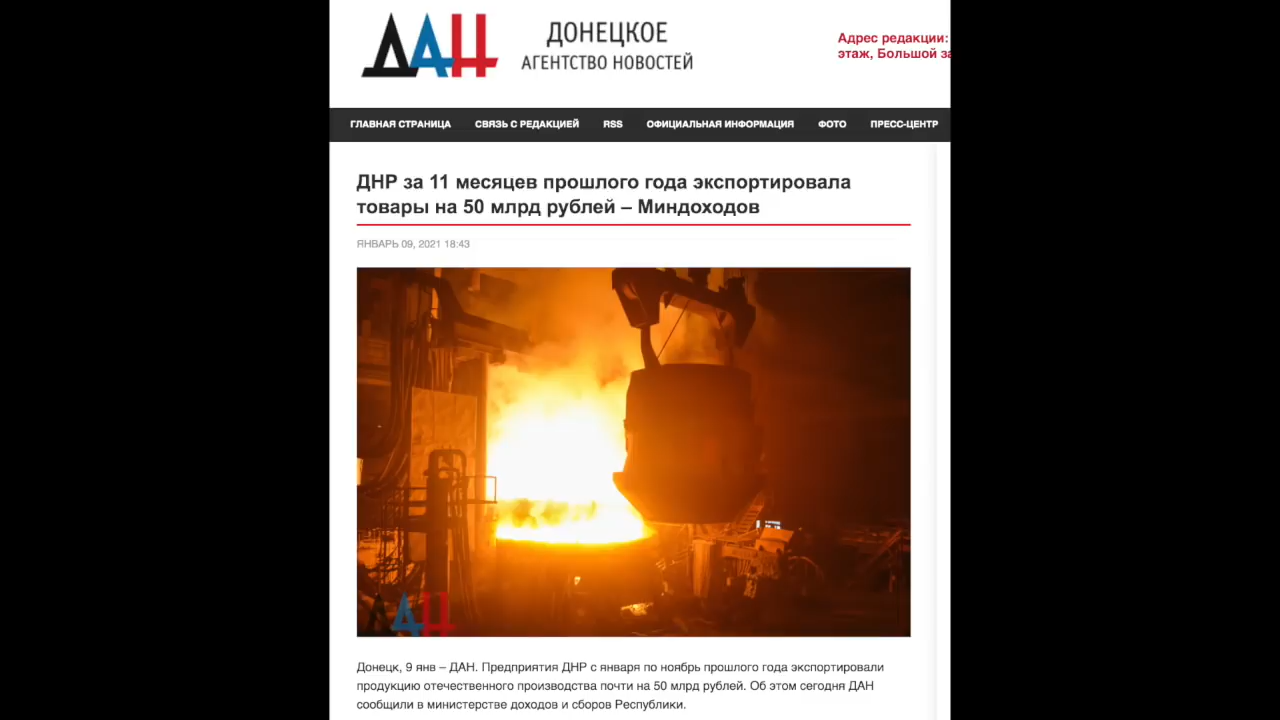 ДАН
ДОНЕЦКОЕ
АГЕНТСТВО НОВОСТЕЙ
Адрес редакции:
этаж, Большой за
ГЛАВНАЯ СТРАНИЦА СВЯЗЬ С РЕДАКЦИЕЙ RSS ОФИЦИАЛЬНАЯ ИНФОРМАЦИЯ ФОТО ПРЕСС-ЦЕНТР
ДНР за 11 месяцев прошлого года экспортировала
товары на 50 млрд рублей – Миндоходов
ЯНВАРЬ 09, 2021 18:43
ДАН
Донецк, 9 янв – ДАН. Предприятия ДНР с января по ноябрь прошлого года экспортировали
продукцию отечественного производства почти на 50 млрд рублей. Об этом сегодня ДАН
сообщили в министерстве доходов и сборов Республики.